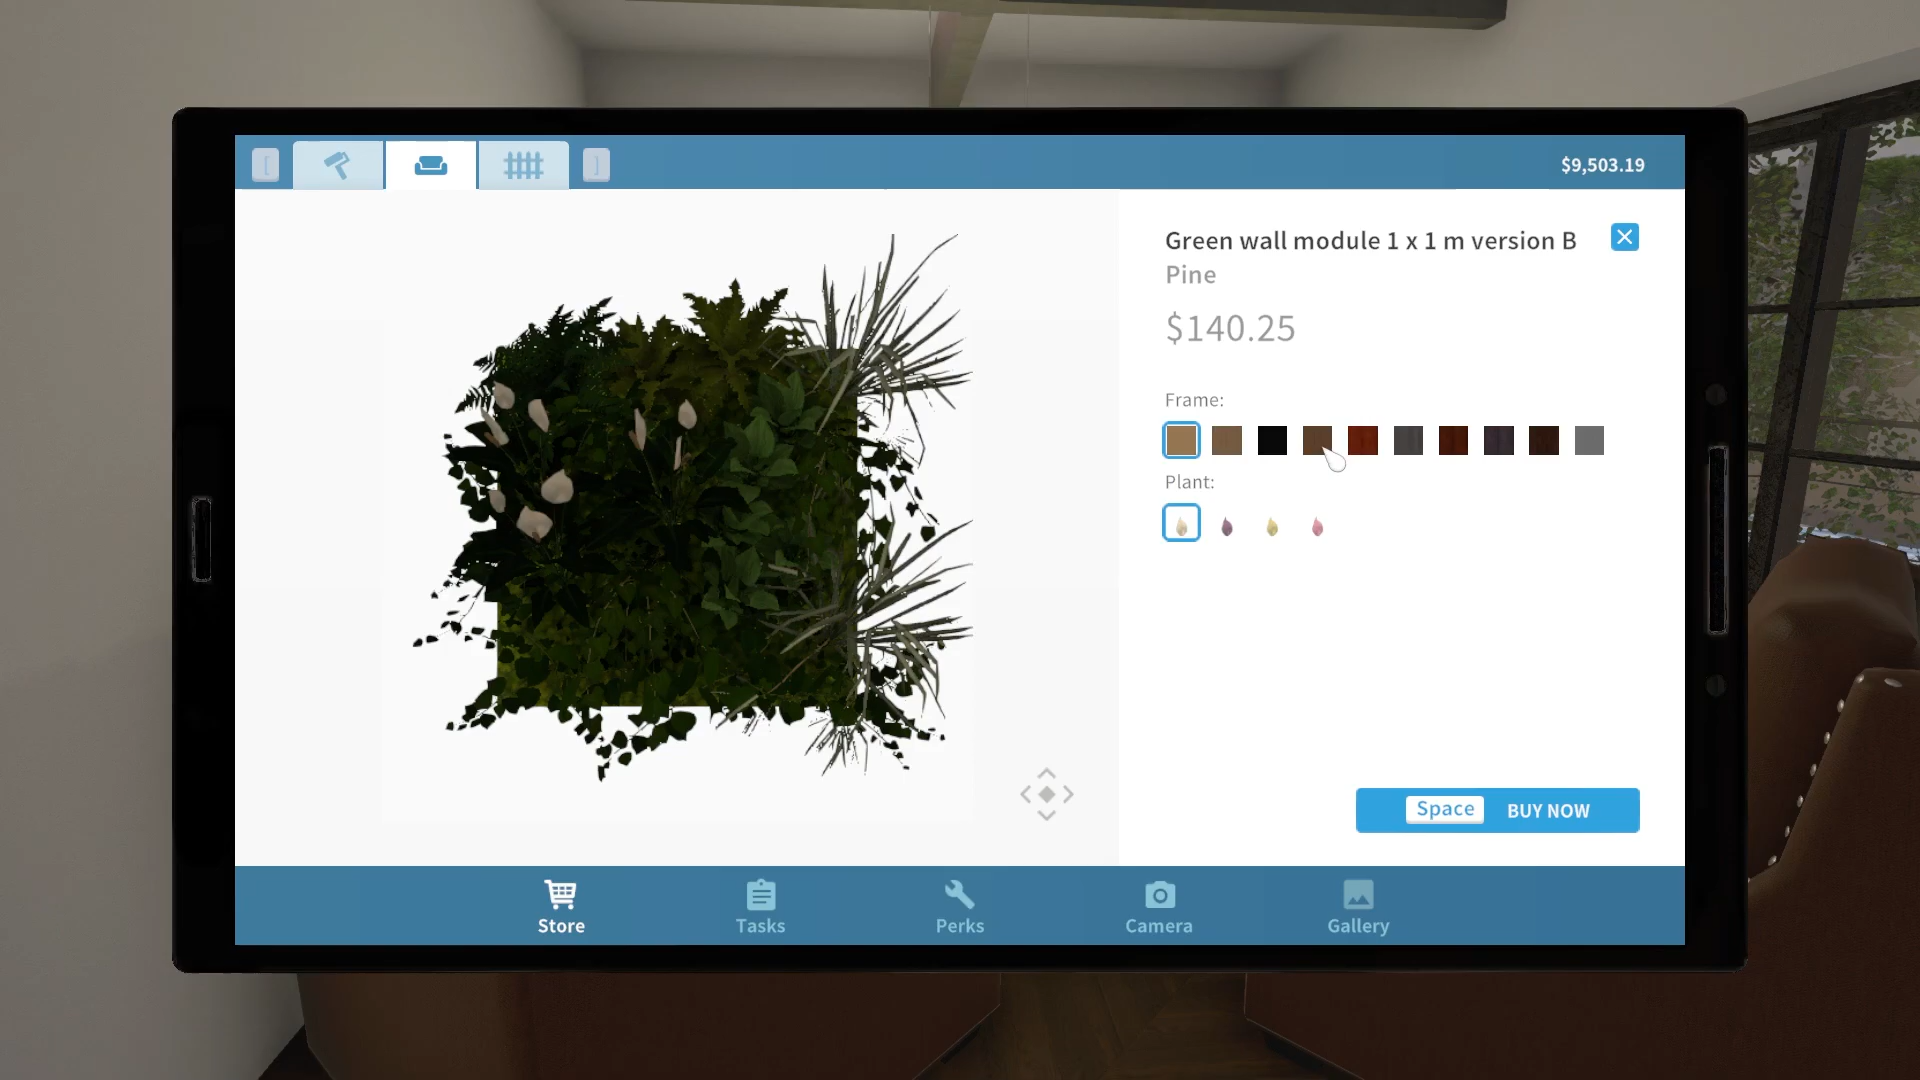 [
]
$9,503.19
Green wall module 1 x 1 m version B
Pine
$140.25
Frame:
Plant:
Space BUY NOW
Store
Tasks
Perks
Camera
Gallery